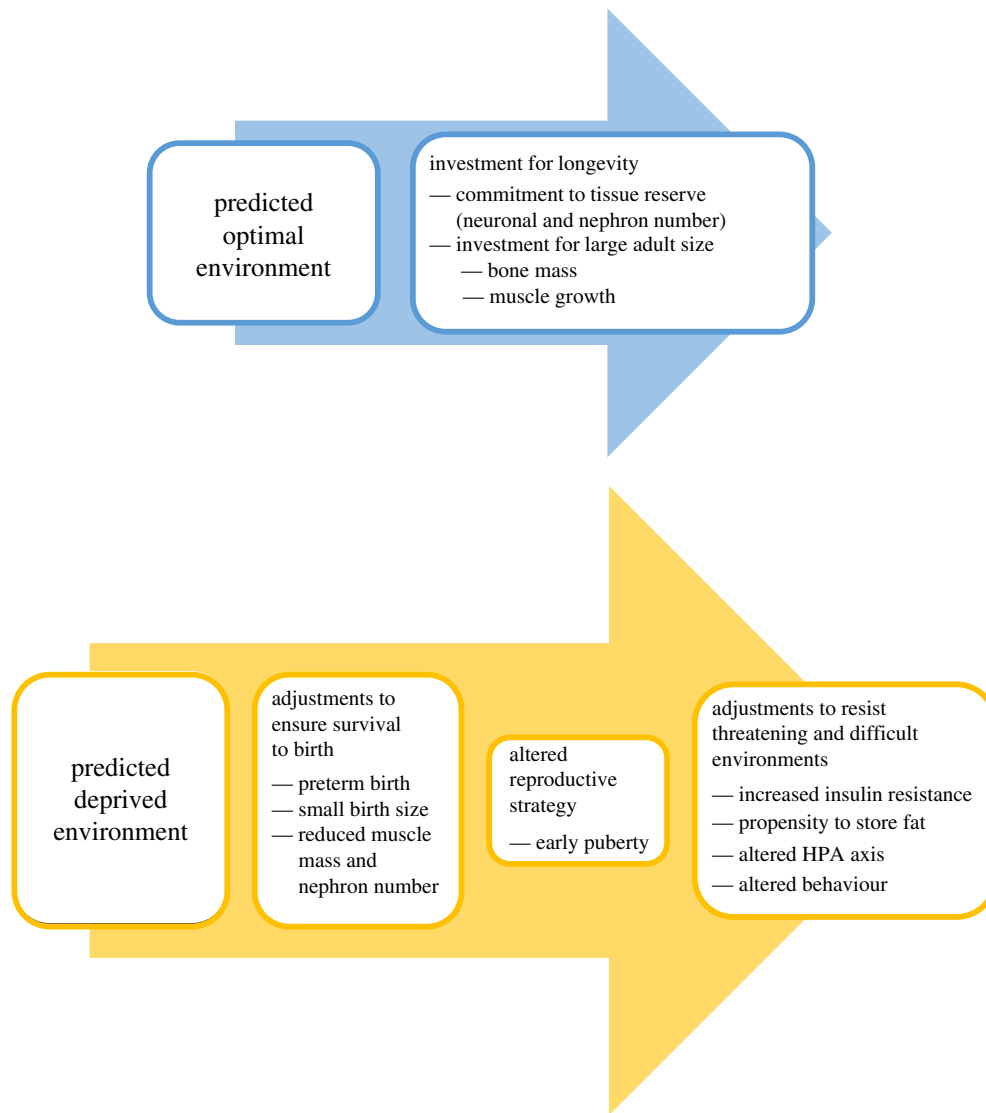 predicted
optimal
environment
investment for longevity
— commitment to tissue reserve
(neuronal and nephron number)
— investment for large adult size
— bone mass
— muscle growth
predicted
deprived
environment
adjustments to
ensure survival
to birth
— preterm birth
— small birth size
— reduced muscle
mass and
nephron number
altered
reproductive
strategy
— early puberty
adjustments to resist
threatening and difficult
environments
— increased insulin resistance
— propensity to store fat
— altered HPA axis
— altered behaviour